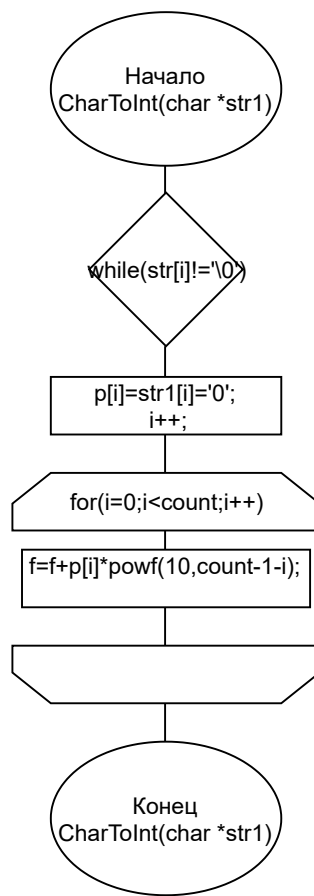 Начало
CharToInt(char *str1)
while(str[i]!='\0')
p[i]=str1[i]='0';
i++;
for(i=0;i<count;i++)
f=f+p[i]*powf(10,count-1-i);
Конец
CharToInt(char *str1)